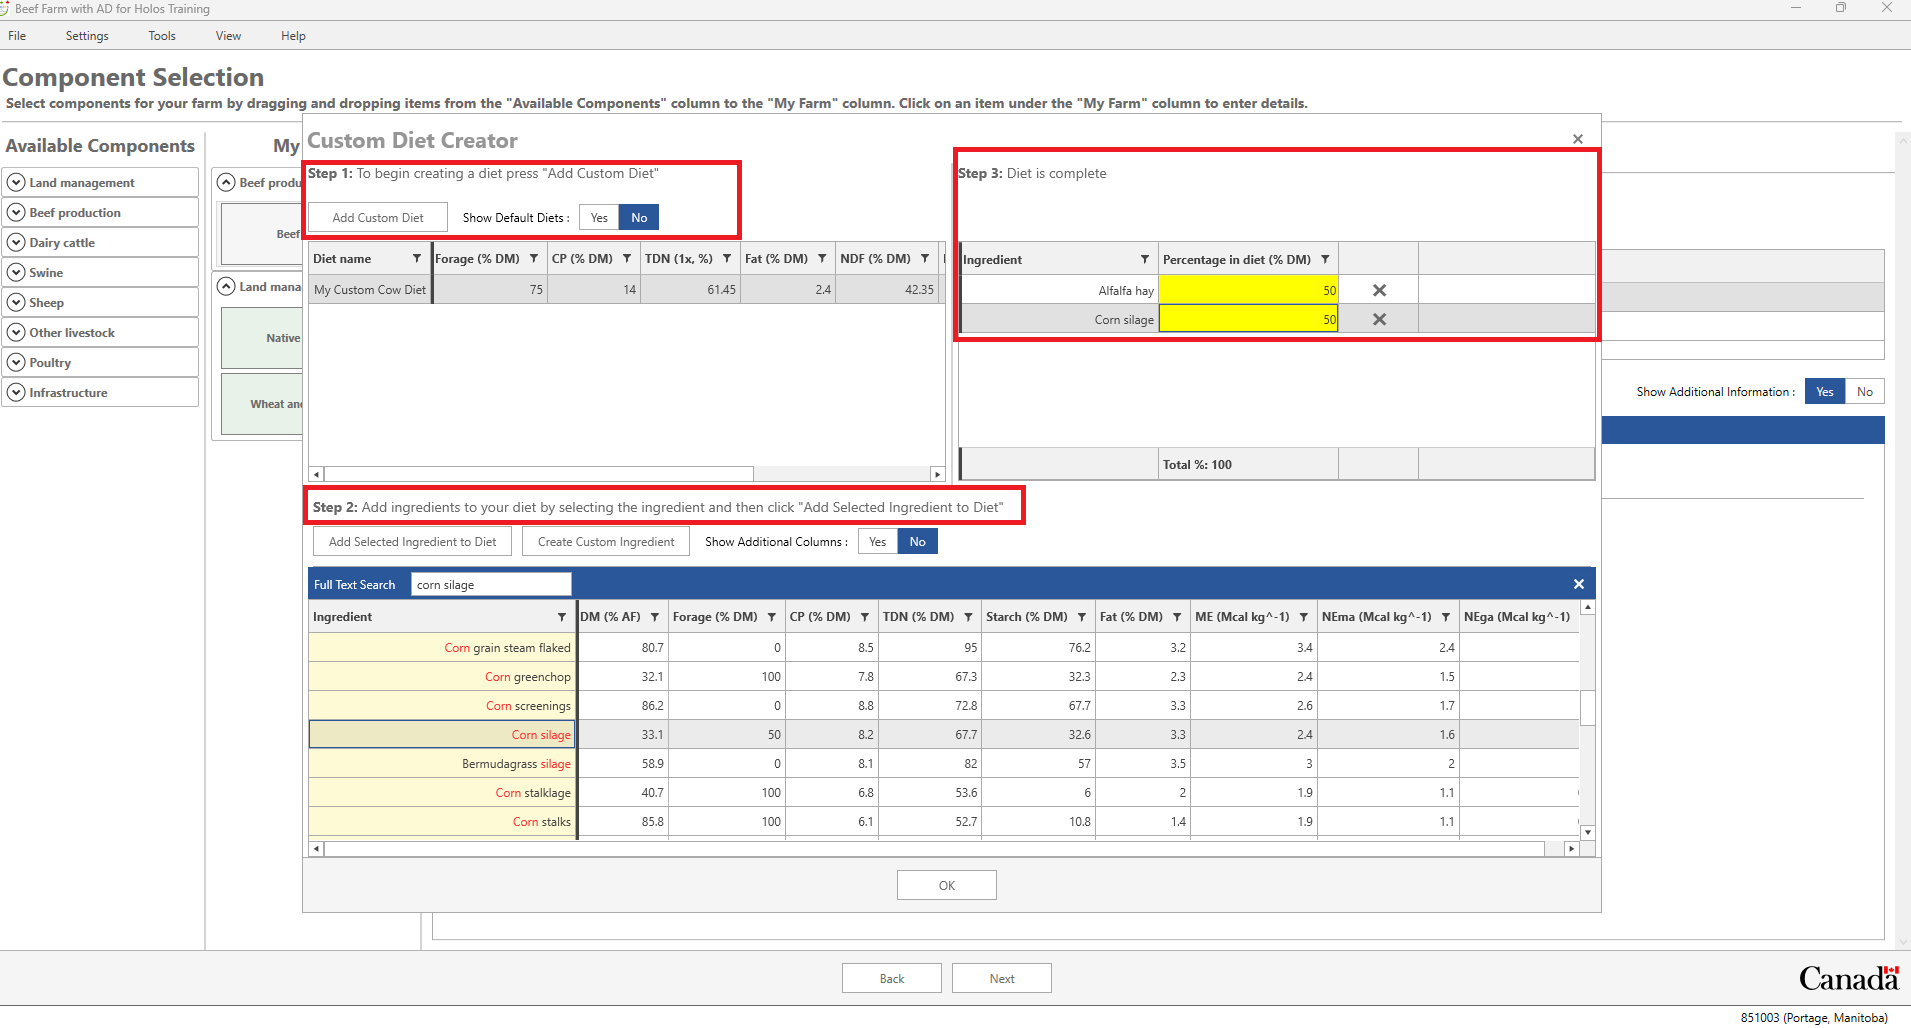 Beef Farm with AD for Holos Training
File Settings Tools View Help
Component Selection
Select components for your farm by dragging and dropping items from the "Available Components" column to the "My Farm" column. Click on an item under the "My Farm" column to enter details.
Available Components
Land management
Beef production
Dairy cattle
Swine
Sheep
Other livestock
Poultry
Infrastructure
My
Beef produ
Beef
Land mana
Native
Wheat and
Custom Diet Creator
Step 1: To begin creating a diet press "Add Custom Diet"
Add Custom Diet Show Default Diets : Yes No
Diet name Forage (% DM) CP (% DM) TDN (1x, %) Fat (% DM) NDF (% DM)
My Custom Cow Diet 75 14 61.45 2.4 42.35
Step 3: Diet is complete
Ingredient Percentage in diet (% DM)
Alfalfa hay 50
Corn silage 50
Total %: 100
Step 2: Add ingredients to your diet by selecting the ingredient and then click "Add Selected Ingredient to Diet"
Add Selected Ingredient to Diet Create Custom Ingredient Show Additional Columns : Yes No
Full Text Search corn silage
Ingredient DM (% AF) Forage (% DM) CP (% DM) TDN (% DM) Starch (% DM) Fat (% DM) ME (Mcal kg^-1) NEma (Mcal kg^-1) NEga (Mcal kg^-1)
Corn grain steam flaked 80.7 0 8.5 95 76.2 3.2 3.4 2.4
Corn greenchop 32.1 100 7.8 67.3 32.3 2.3 2.4 1.5
Corn screenings 86.2 0 8.8 72.8 67.7 3.3 2.6 1.7
Corn silage 33.1 50 8.2 67.7 32.6 3.3 2.4 1.6
Bermudagrass silage 58.9 0 8.1 82 57 3.5 3 2
Corn stalklage 40.7 100 6.8 53.6 6 2 1.9 1.1
Corn stalks 85.8 100 6.1 52.7 10.8 1.4 1.9 1.1
OK
Show Additional Information : Yes No
Back Next
Canada
851003 (Portage, Manitoba)